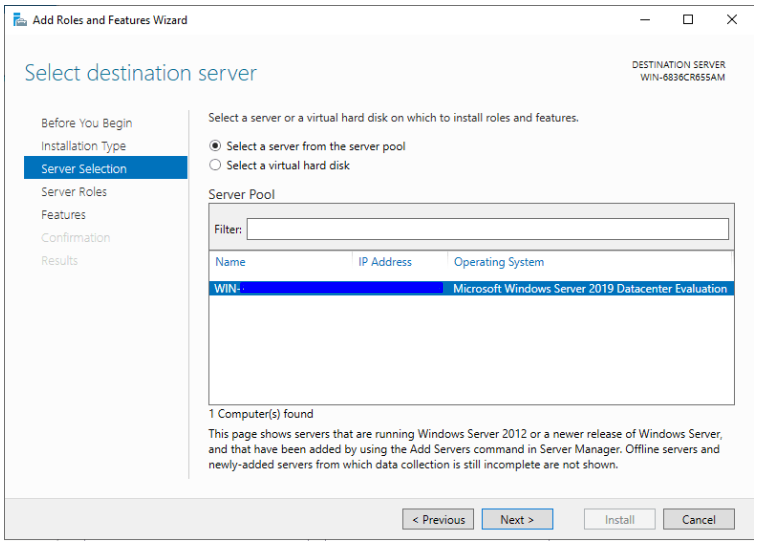 Add Roles and Features Wizard
Select destination server
DESTINATION SERVER
WIN-6836CR655AM
Before You Begin
Installation Type
Server Selection
Server Roles
Features
Confirmation
Results
Select a server or a virtual hard disk on which to install roles and features.
Select a server from the server pool
Select a virtual hard disk
Server Pool
Filter:
Name IP Address Operating System
WIN- Microsoft Windows Server 2019 Datacenter Evaluation
1 Computer(s) found
This page shows servers that are running Windows Server 2012 or a newer release of Windows Server,
and that have been added by using the Add Servers command in Server Manager. Offline servers and
newly-added servers from which data collection is still incomplete are not shown.
< Previous Next > Install Cancel